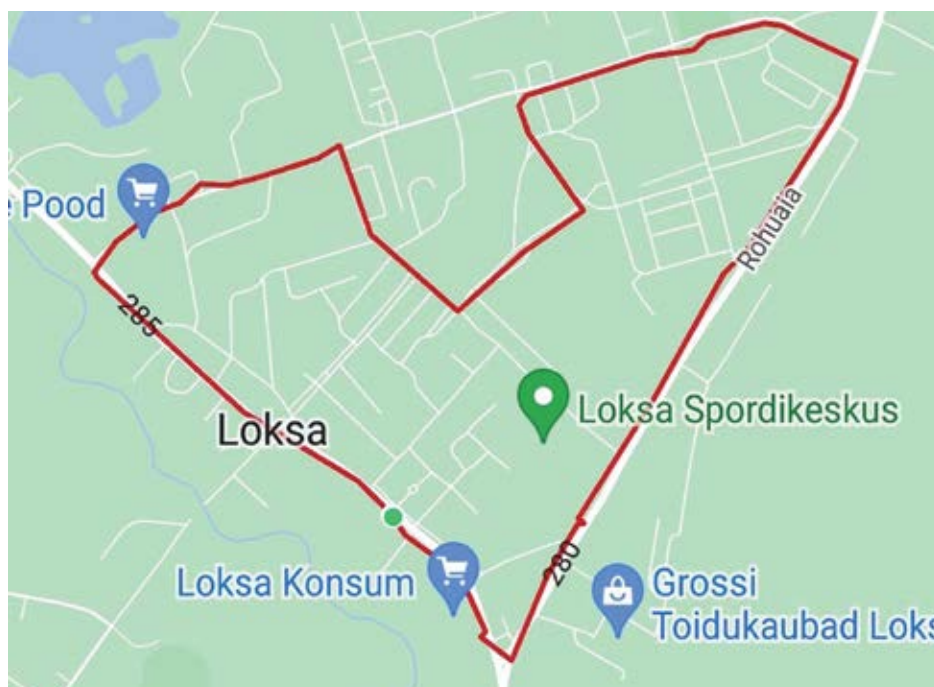 e Pood
Rohuaia
285
Loksa
Loksa Spordikeskus
280
Loksa Konsum
Grossi
Toidukaubad Loks